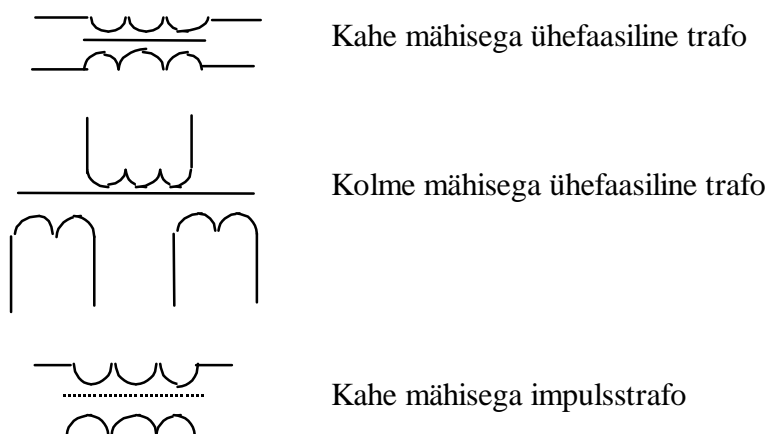 Kahe mähisega ühefaasiline trafo
Kolme mähisega ühefaasiline trafo
Kahe mähisega impulsstrafo